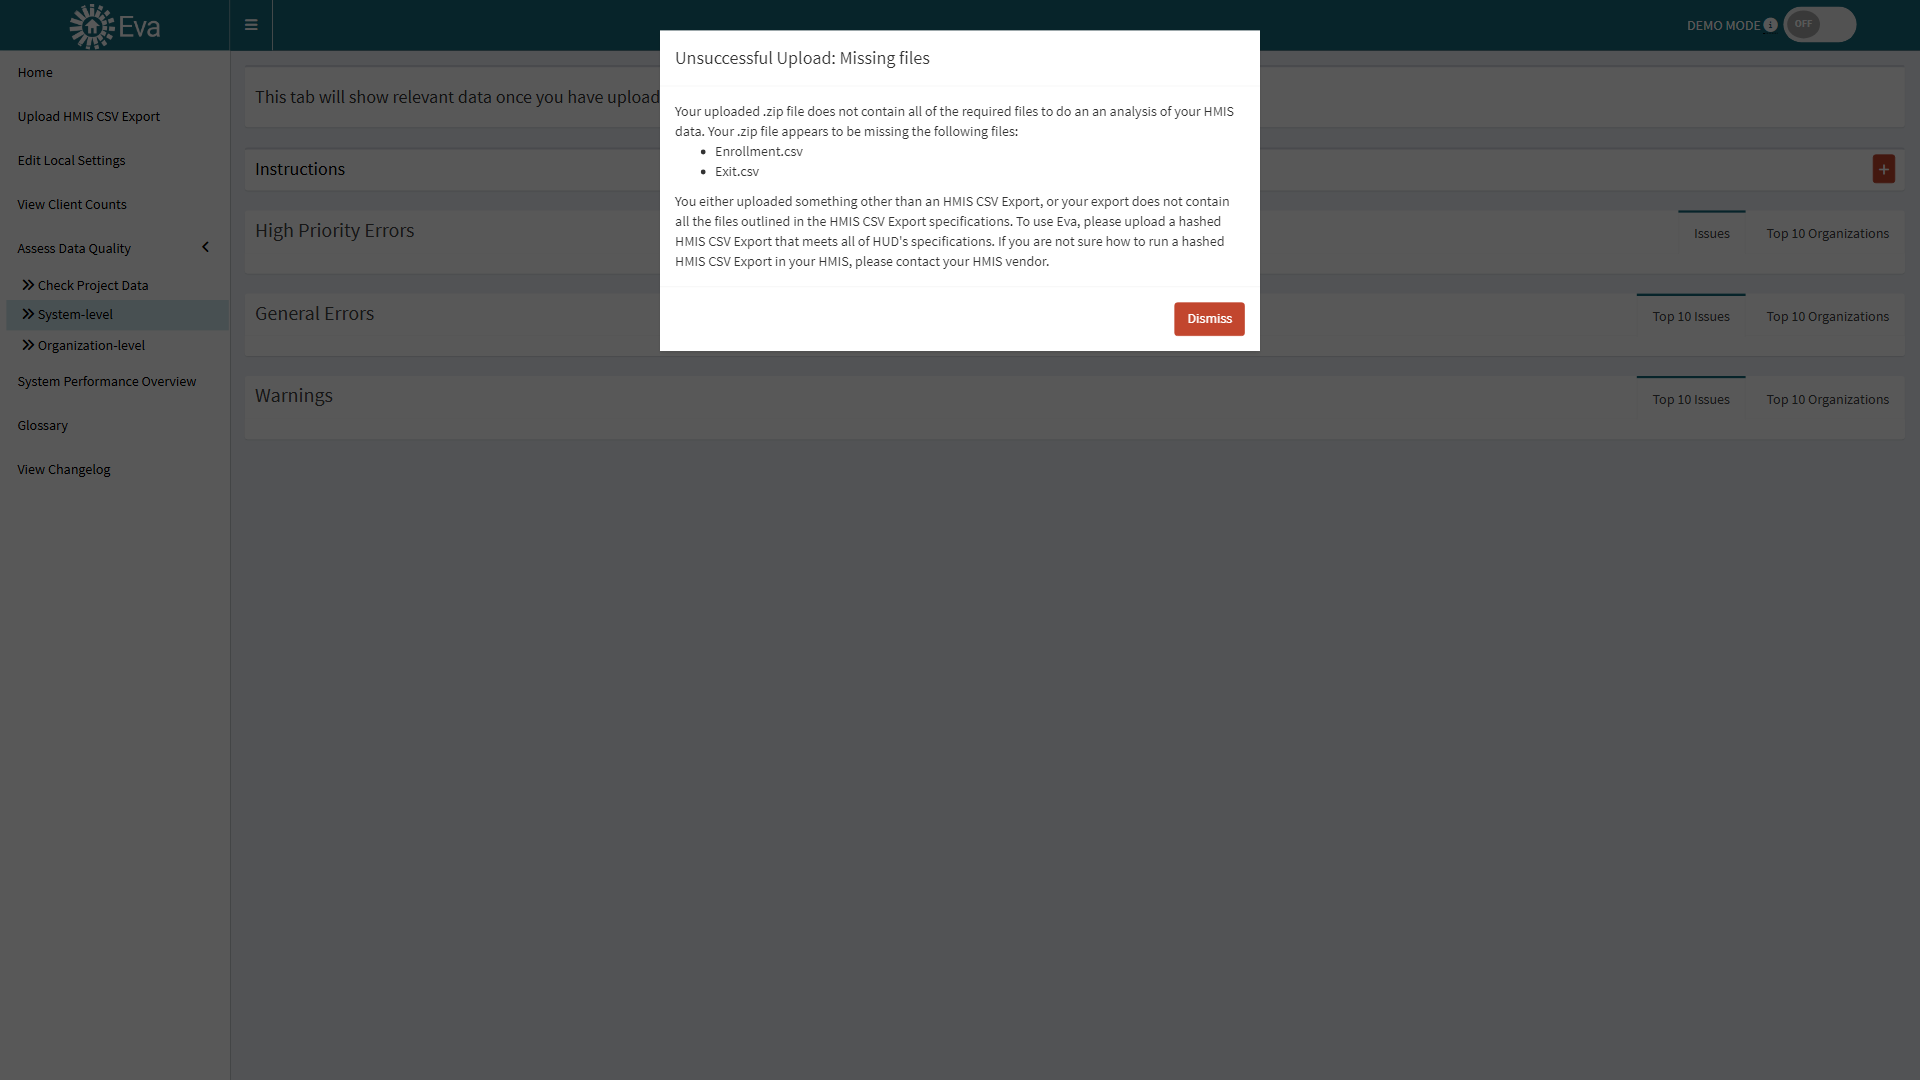 Eva
DEMO MODE
OFF
Home
Upload HMIS CSV Export
Edit Local Settings
View Client Counts
Assess Data Quality
Check Project Data
System-level
Organization-level
System Performance Overview
Glossary
View Changelog
This tab will show relevant data once you have upload
Instructions
High Priority Errors
Issues
Top 10 Organizations
General Errors
Top 10 Issues
Top 10 Organizations
Warnings
Top 10 Issues
Top 10 Organizations
Unsuccessful Upload: Missing files
Your uploaded .zip file does not contain all of the required files to do an an analysis of your HMIS
data. Your .zip file appears to be missing the following files:
• Enrollment.csv
• Exit.csv
You either uploaded something other than an HMIS CSV Export, or your export does not contain
all the files outlined in the HMIS CSV Export specifications. To use Eva, please upload a hashed
HMIS CSV Export that meets all of HUD's specifications. If you are not sure how to run a hashed
HMIS CSV Export in your HMIS, please contact your HMIS vendor.
Dismiss